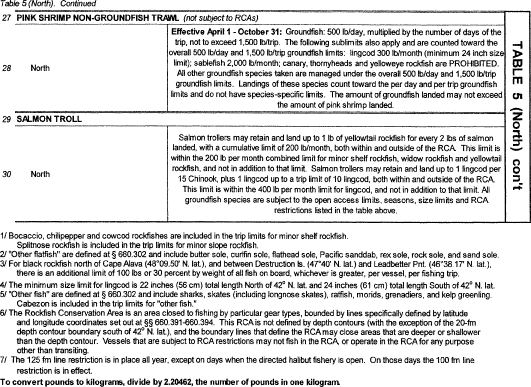 Table 5 (North). Continued
27 PINK SHRIMP NON-GROUNDFISH TRAWL (not subject to RCAs)
28 North
Effective April 1 - October 31: Groundfish: 500 lb/day, multiplied by the number of days of the
trip, not to exceed 1,500 lb/trip. The following sublimits also apply and are counted toward the
overall 500 lb/day and 1,500 lb/trip groundfish limits: lingcod 300 lb/month (minimum 24 inch size
limit); sablefish 2,000 lb/month; canary, thornyheads and yelloweye rockfish are PROHIBITED.
All other groundfish species taken are managed under the overall 500 lb/day and 1,500 lb/trip
groundfish limits. Landings of these species count toward the per day and per trip groundfish
limits and do not have species-specific limits. The amount of groundfish landed may not exceed
the amount of pink shrimp landed.
29 SALMON TROLL
30 North
Salmon trollers may retain and land up to 1 lb of yellowtail rockfish for every 2 lbs of salmon
landed, with a cumulative limit of 200 lb/month, both within and outside of the RCA. This limit is
within the 200 lb per month combined limit for minor shelf rockfish, widow rockfish and yellowtail
rockfish, and not in addition to that limit. Salmon trollers may retain and land up to 1 lingcod per
15 Chinook, plus 1 lingcod up to a trip limit of 10 lingcod, both within and outside of the RCA.
This limit is within the 400 lb per month limit for lingcod, and not in addition to that limit. All
groundfish species are subject to the open access limits, seasons, size limits and RCA
restrictions listed in the table above.
TABLE 5 (North) con't
1/ Bocaccio, chilipepper and cowcod rockfishes are included in the trip limits for minor shelf rockfish.
Splitnose rockfish is included in the trip limits for minor slope rockfish.
2/ "Other flatfish" are defined at § 660.302 and include butter sole, curlfin sole, flathead sole, Pacific sanddab, rex sole, rock sole, and sand sole.
3/ For black rockfish north of Cape Alava (48°09.50' N. lat.), and between Destruction Is. (47°40' N. lat.) and Leadbetter Pnt. (46°38.17' N. lat.),
there is an additional limit of 100 lbs or 30 percent by weight of all fish on board, whichever is greater, per vessel, per fishing trip.
4/ The minimum size limit for lingcod is 22 inches (56 cm) total length North of 42° N. lat. and 24 inches (61 cm) total length South of 42° N. lat.
5/ "Other fish" are defined at § 660.302 and include sharks, skates (including longnose skates), ratfish, morids, grenadiers, and kelp greenling.
Cabezon is included in the trip limits for "other fish."
6/ The Rockfish Conservation Area is an area closed to fishing by particular gear types, bounded by lines specifically defined by latitude
and longitude coordinates set out at §§ 660.391-660.394. This RCA is not defined by depth contours (with the exception of the 20-fm
depth contour boundary south of 42° N. lat.), and the boundary lines that define the RCA may close areas that are deeper or shallower
than the depth contour. Vessels that are subject to RCA restrictions may not fish in the RCA, or operate in the RCA for any purpose
other than transiting.
7/ The 125 fm line restriction is in place all year, except on days when the directed halibut fishery is open. On those days the 100 fm line
restriction is in effect.
To convert pounds to kilograms, divide by 2.20462, the number of pounds in one kilogram.